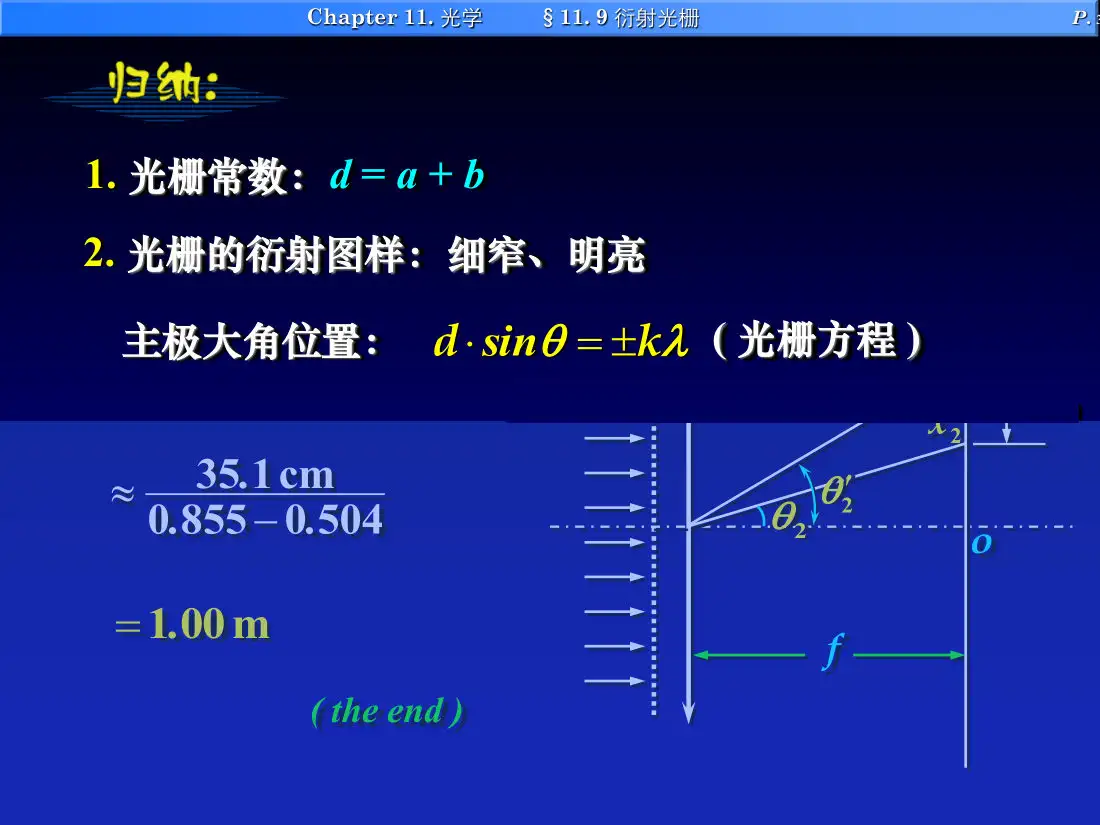 Chapter 11. 光学 §11. 9 衍射光栅 P.
归纳:
1. 光栅常数: d = a + b
2. 光栅的衍射图样: 细窄、明亮
主极大角位置: d · sinθ = ±kλ ( 光栅方程 )
x₂
≈ 35.1 cm
0.855 − 0.504
θ₂′
θ₂
o
= 1.00 m
f
( the end )